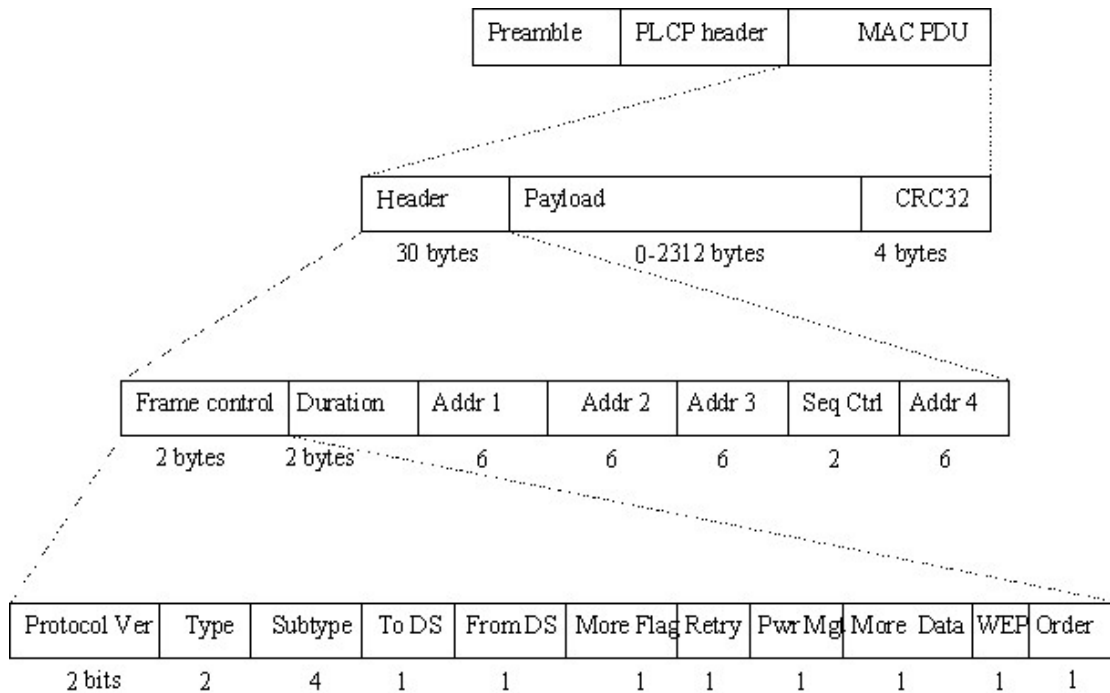 Preamble PLCP header MAC PDU
Header Payload CRC32
30 bytes 0-2312 bytes 4 bytes
Frame control Duration Addr 1 Addr 2 Addr 3 Seq Ctrl Addr 4
2 bytes 2 bytes 6 6 6 2 6
Protocol Ver Type Subtype To DS From DS More Flag Retry Pwr Mgt More Data WEP Order
2 bits 2 4 1 1 1 1 1 1 1 1